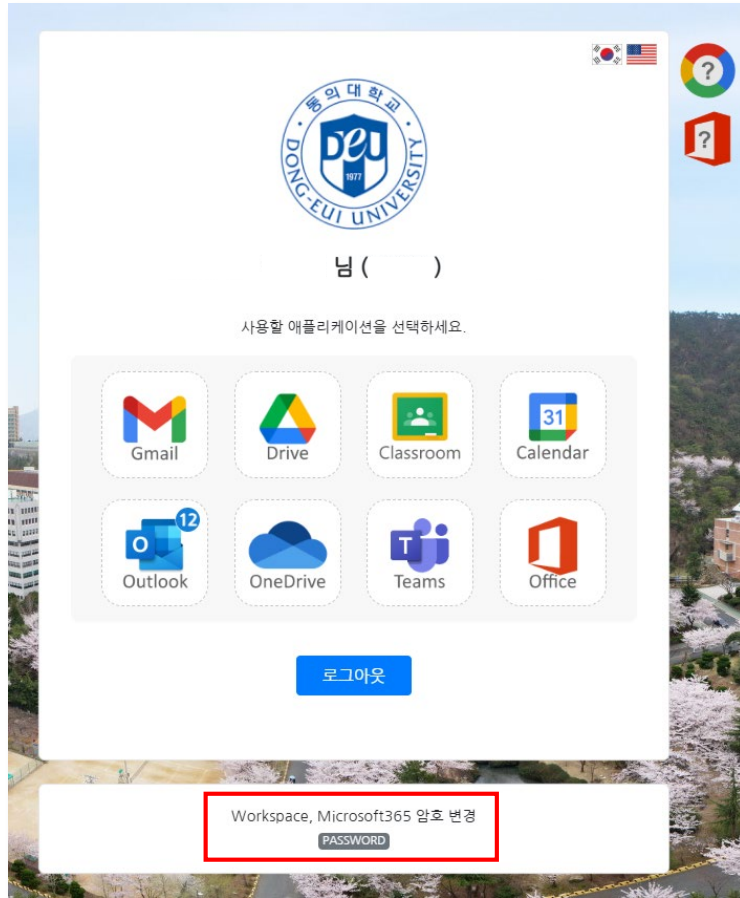 동의대학교
DEU
1977
DONG-EUI UNIVERSITY
?
?
님 ( )
사용할 애플리케이션을 선택하세요.
Gmail
Drive
Classroom
31
Calendar
12
O
Outlook
OneDrive
T
Teams
Office
로그아웃
Workspace, Microsoft365 암호 변경
PASSWORD